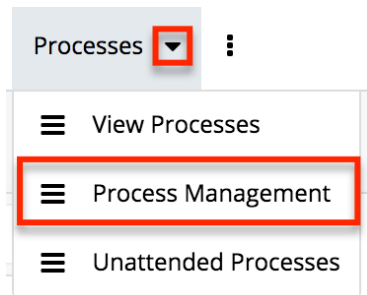 Processes
View Processes
Process Management
Unattended Processes